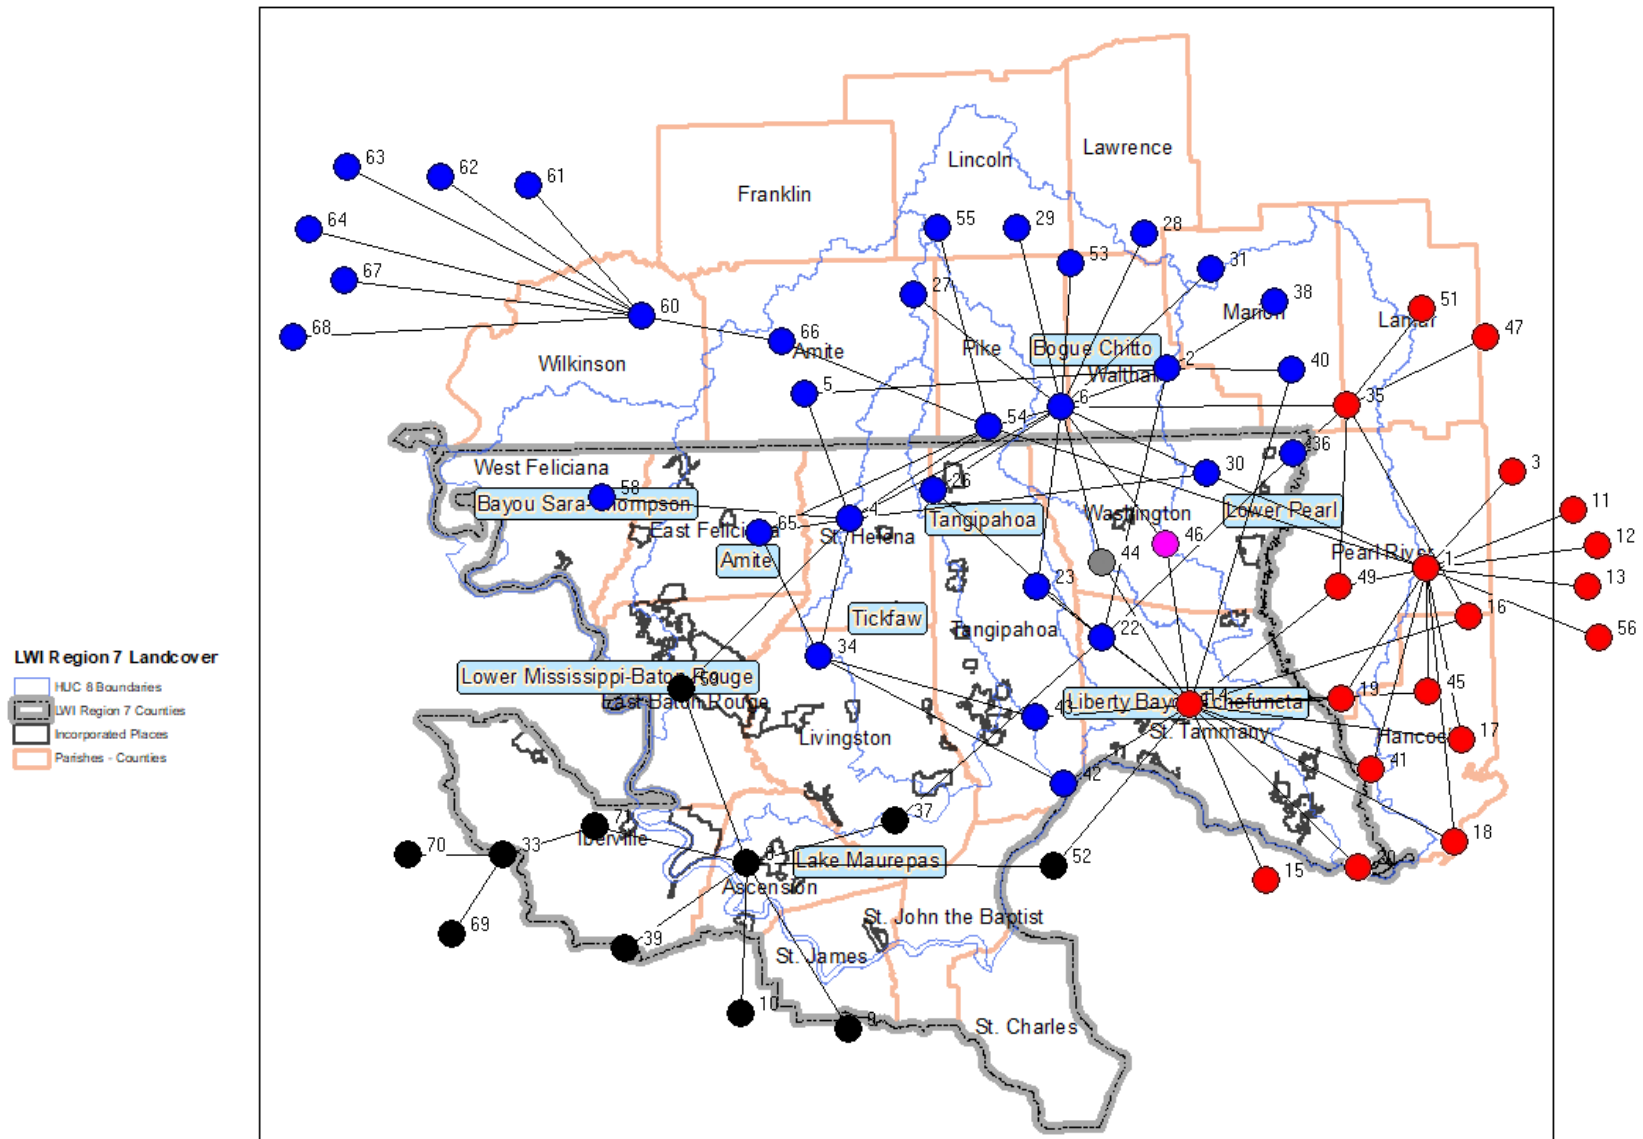 63
62
61
64
67
68
60
66
5
Franklin
Lincoln
Lawrence
55
29
53
28
27
31
38
Marion
51
Lamar
47
Wilkinson
Amite
Pike
Bogue Chitto
2
Walthall
40
6
35
54
36
3
West Feliciana
58
Bayou Sara-Thompson
East Feliciana
65
4
St. Helena
26
Tangipahoa
30
Washington
Lower Pearl
11
12
Amite
46
44
Pearl River
1
49
13
16
56
23
Tickfaw
Tangipahoa
22
34
LWI Region 7 Landcover
HUC 8 Boundaries
LWI Region 7 Counties
Incorporated Places
Parishes - Counties
Lower Mississippi-Baton Rouge
59
East Baton Rouge
Livingston
14
19
45
St. Tammany
Hancock
17
41
42
18
37
71
Iberville
70
33
Lake Maurepas
52
15
20
Ascension
69
39
St. John the Baptist
St. James
10
9
St. Charles